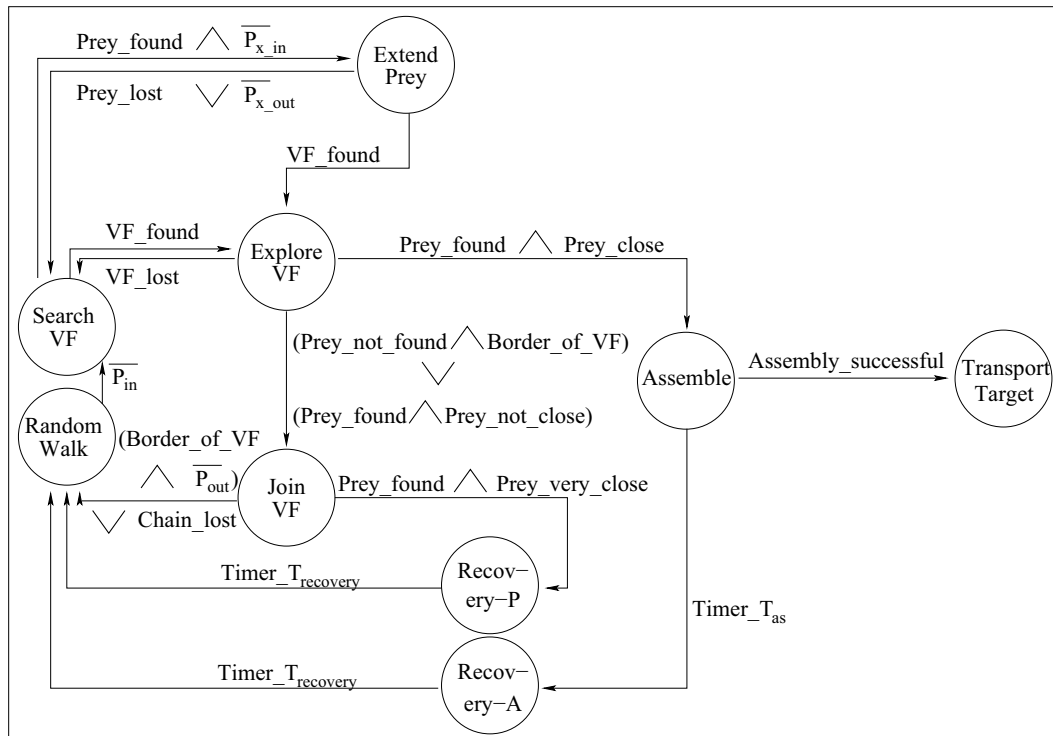 Prey_found ∧ P̅x_in
Extend
Prey
Prey_lost ∨ P̅x_out
VF_found
VF_found
Explore
VF
Prey_found ∧ Prey_close
VF_lost
Search
VF
(Prey_not_found ∧ Border_of_VF)
∨
(Prey_found ∧ Prey_not_close)
Assemble
Assembly_successful
Transport
Target
P̅in
Random
Walk
(Border_of_VF
∧ P̅out)
∨ Chain_lost
Join
VF
Prey_found ∧ Prey_very_close
Timer_Trecovery
Recov−
ery−P
Timer_Tas
Timer_Trecovery
Recov−
ery−A